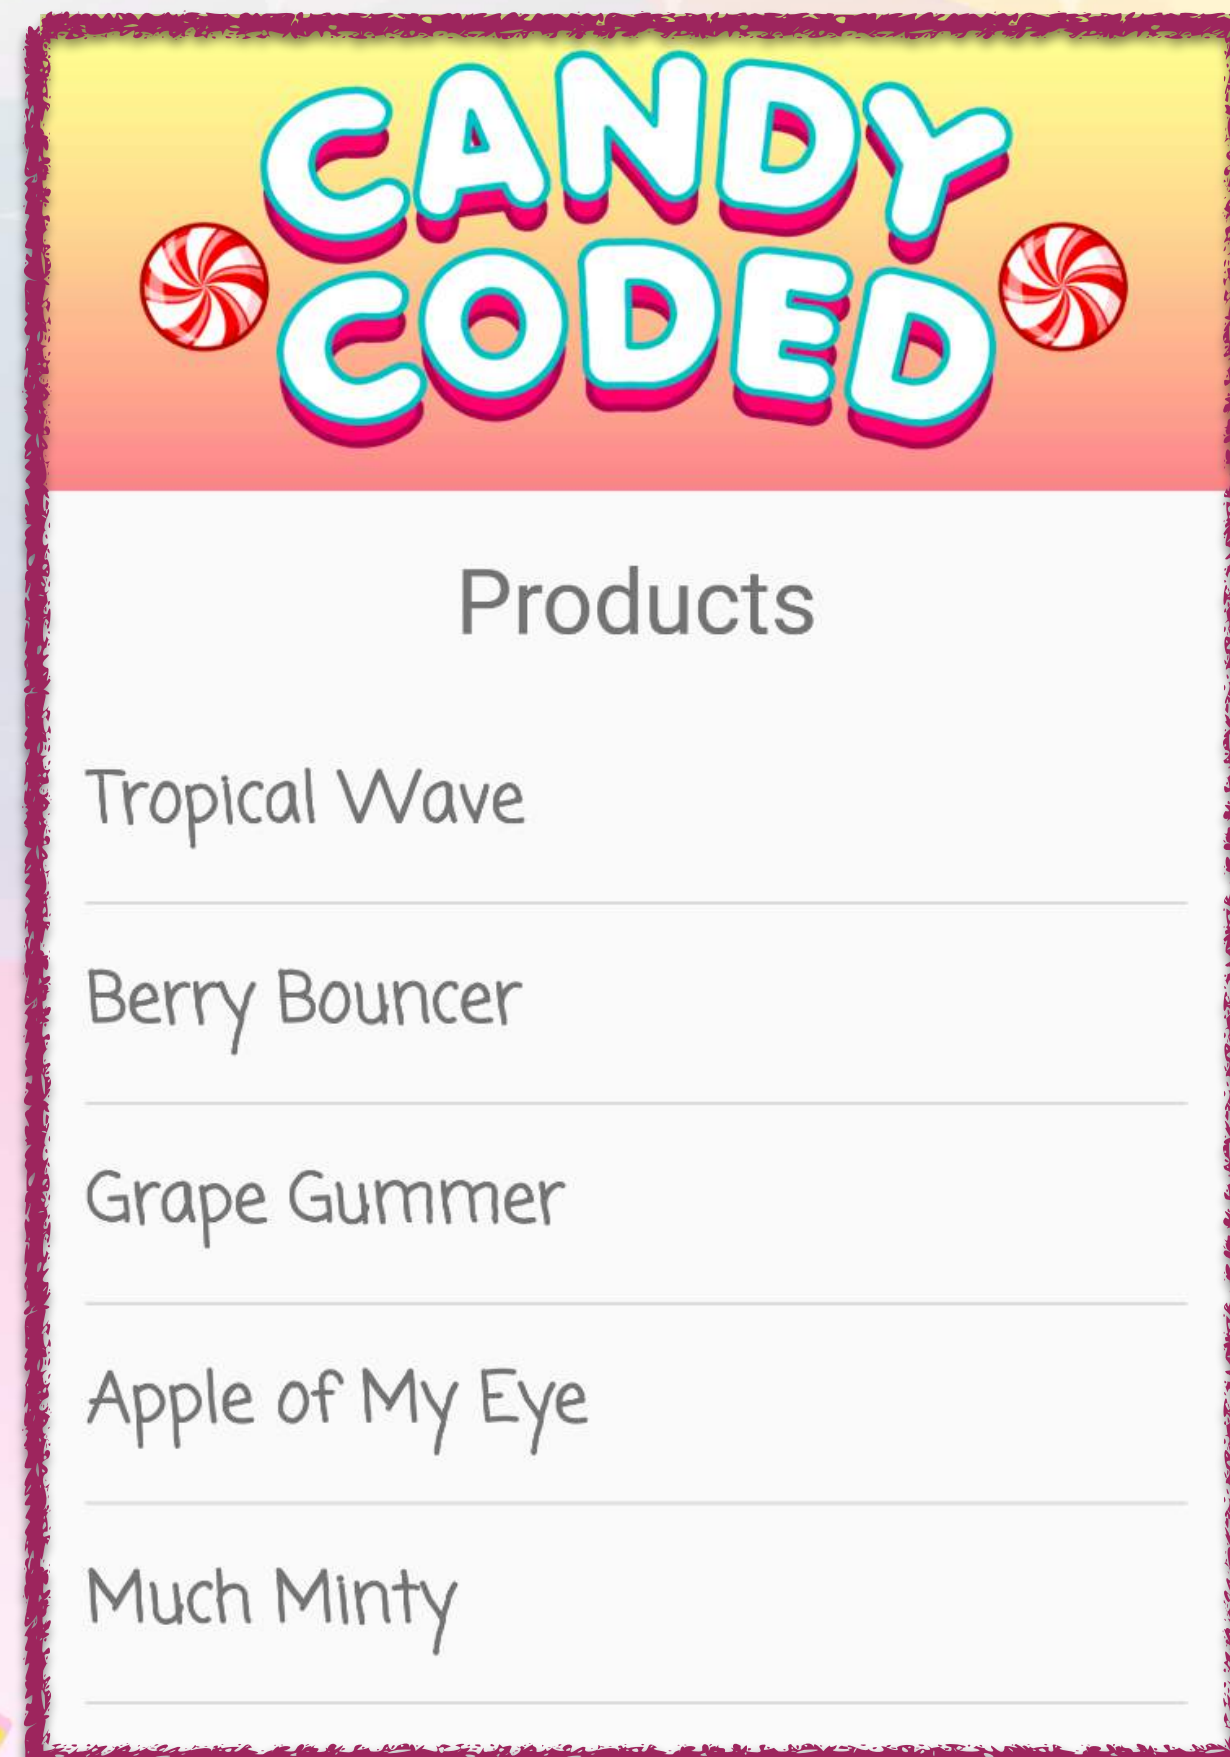 CANDY
CODED
Products
Tropical Wave
Berry Bouncer
Grape Gummer
Apple of My Eye
Much Minty